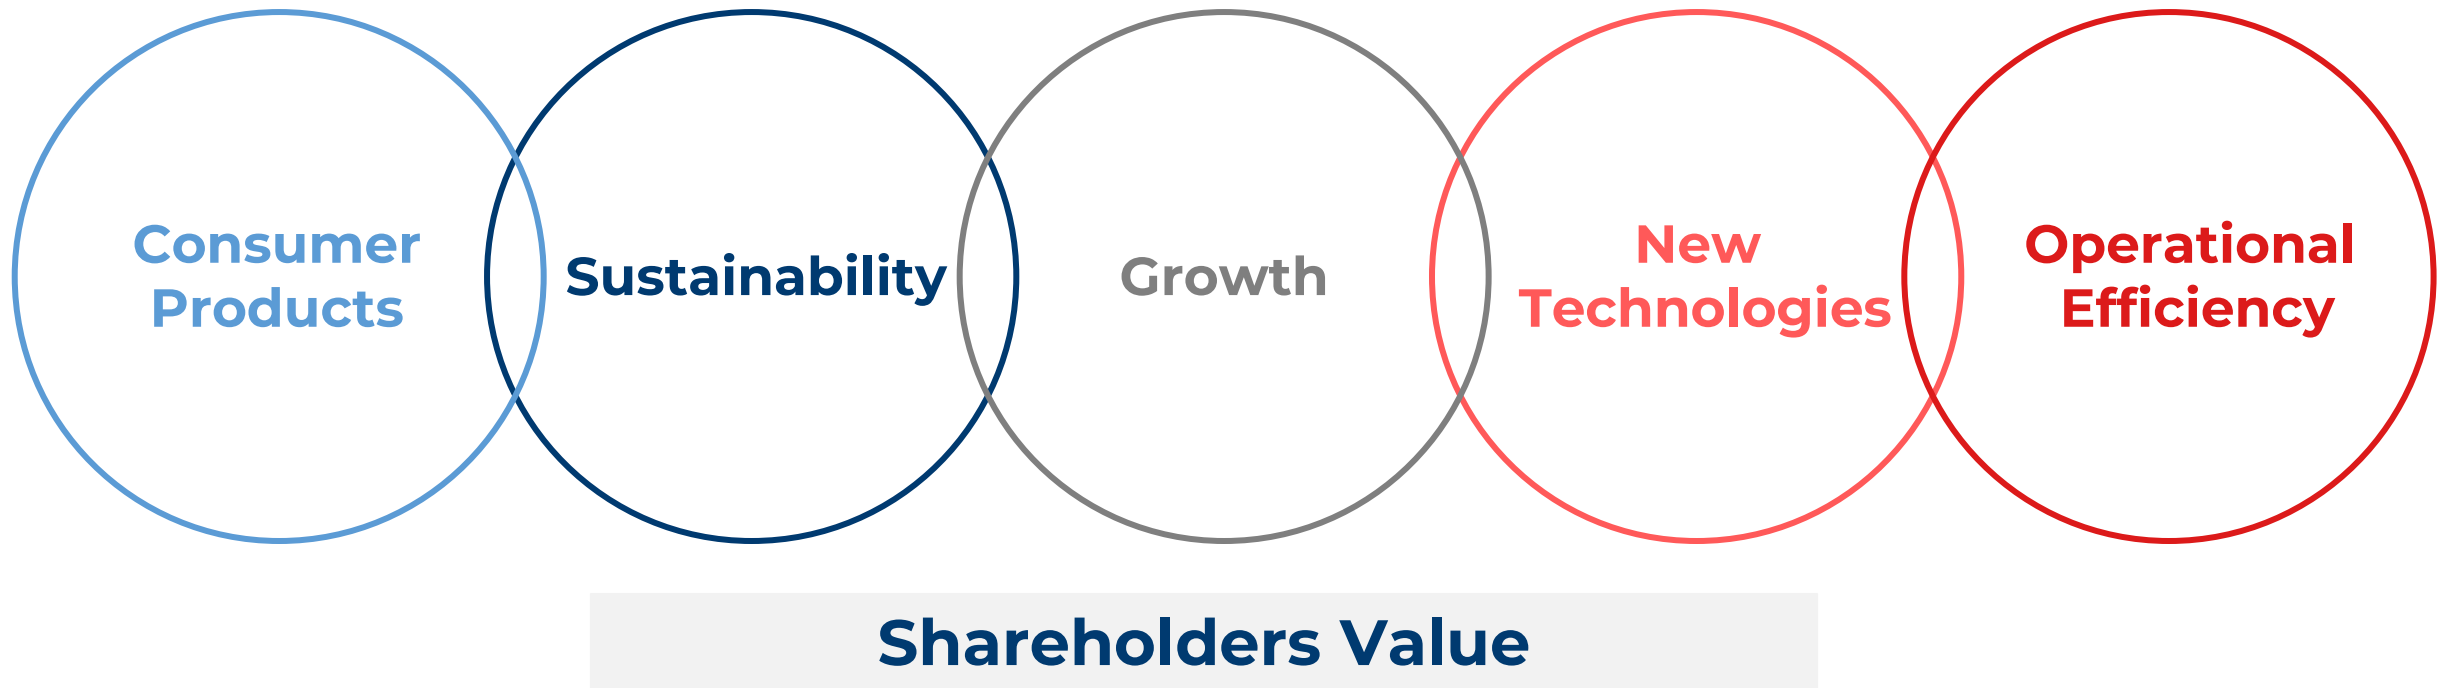 Consumer
Products
Sustainability
Growth
New
Technologies
Operational
Efficiency
Shareholders Value